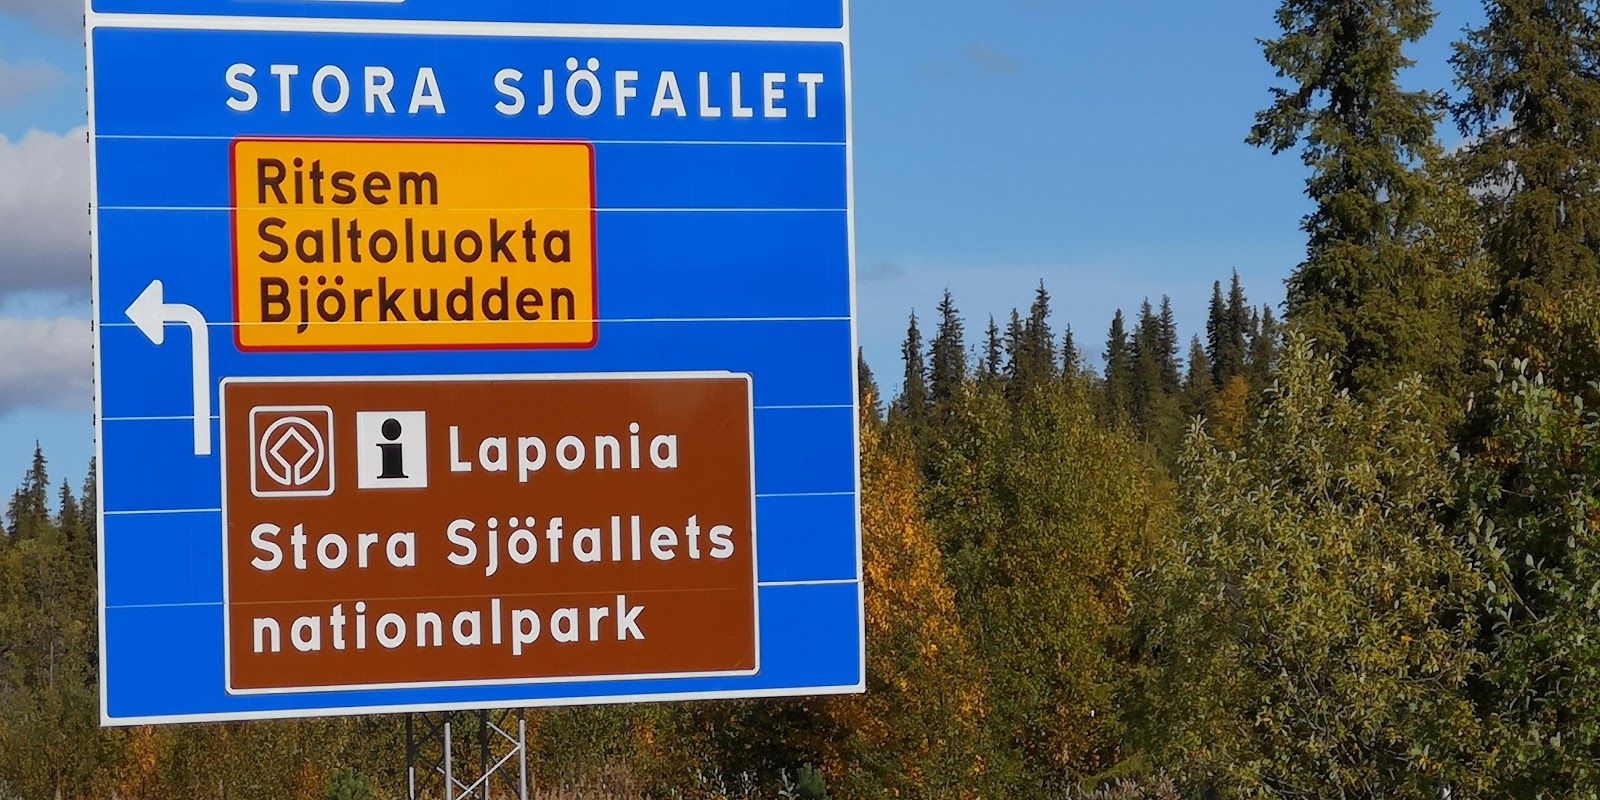 STORA SJÖFALLET
Ritsem
Saltoluokta
Björkudden
i Laponia
Stora Sjöfallets
nationalpark